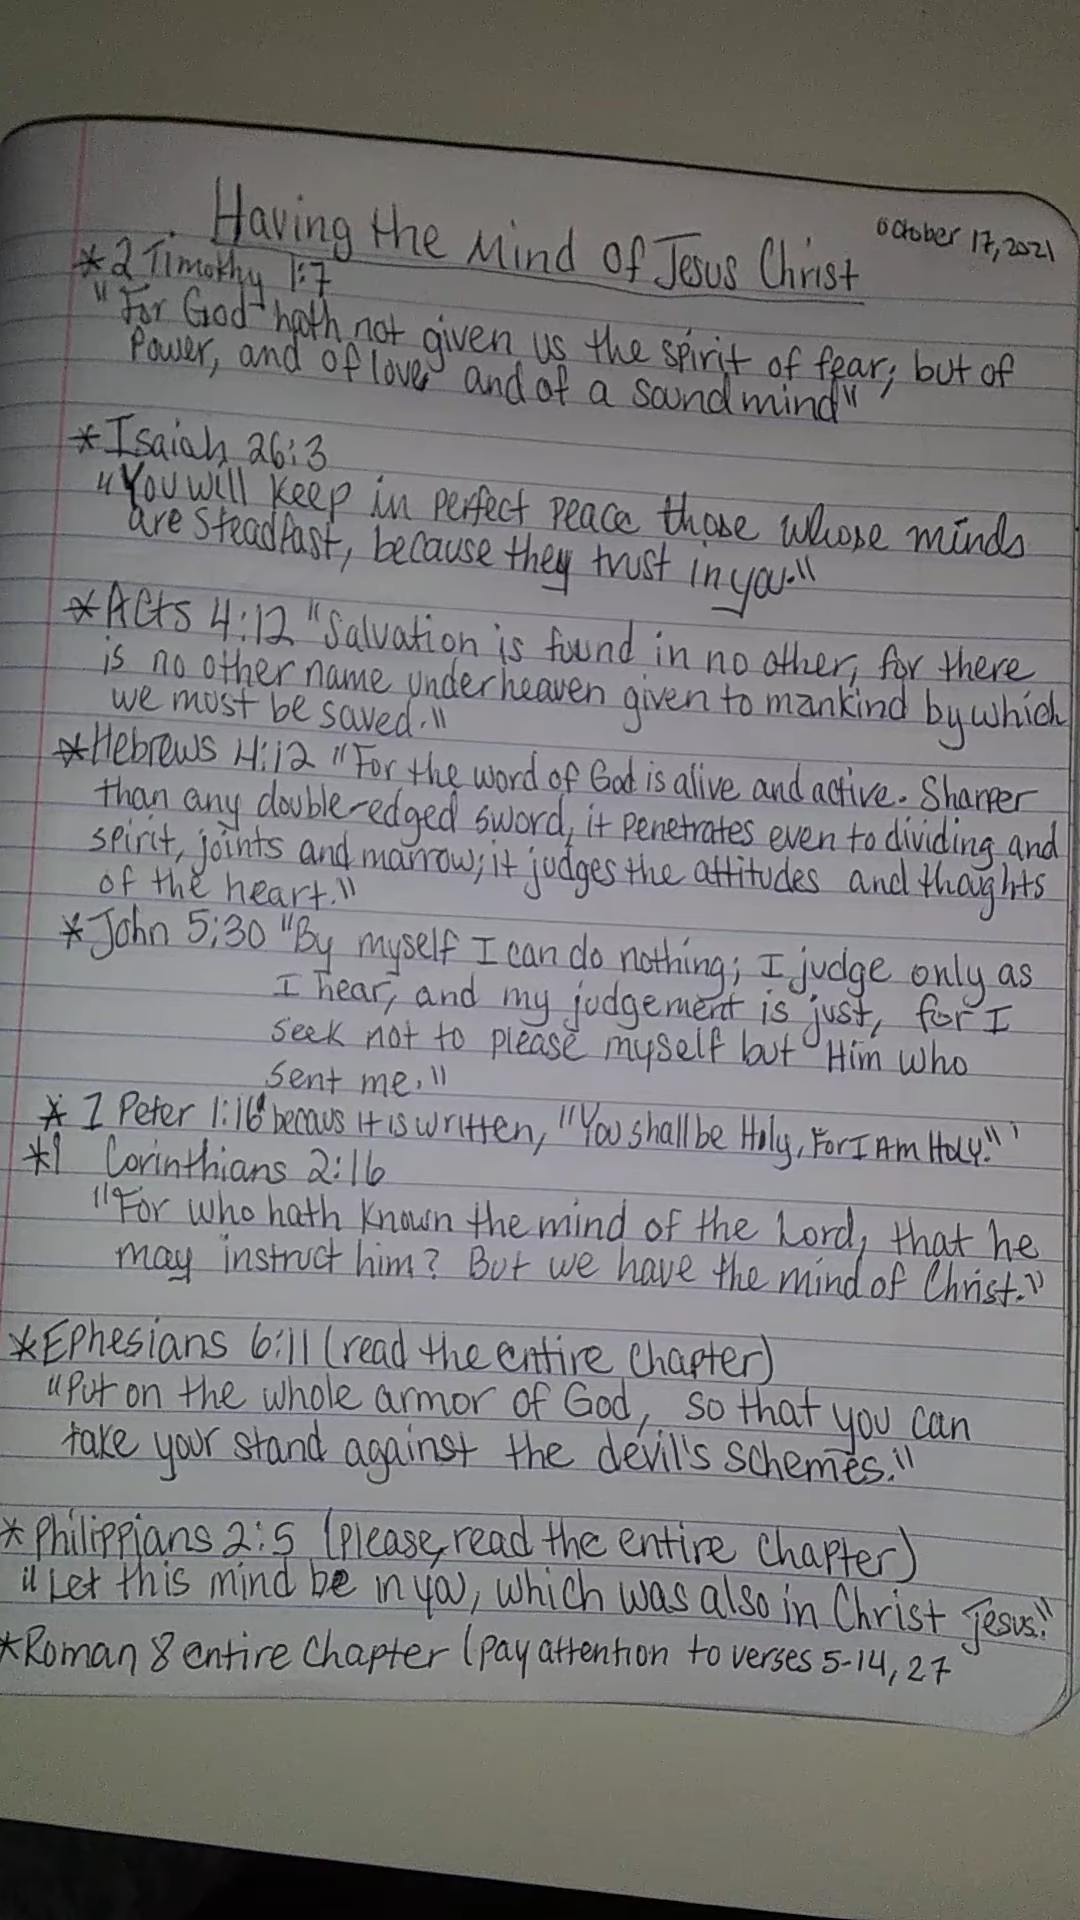 Having the Mind of Jesus Christ
October 17, 2021
*2 Timothy 1:7
"For God hath not given us the spirit of fear; but of
Power, and of love and of a sound mind"
*Isaiah 26:3
"You will keep in perfect peace those whose minds
are steadfast, because they trust in you."
*Acts 4:12 "Salvation is found in no other, for there
is no other name under heaven given to mankind by which
we must be saved."
*Hebrews 4:12 "For the word of God is alive and active. Sharper
than any double-edged sword, it penetrates even to dividing and
spirit, joints and marrow; it judges the attitudes and thoughts
of the heart."
*John 5:30 "By myself I can do nothing; I judge only as
I hear, and my judgement is just, for I
seek not to please myself but Him who
sent me."
*1 Peter 1:16 becaus it is written, "You shall be Holy, For I Am Holy."'
*1 Corinthians 2:16
"For who hath known the mind of the Lord, that he
may instruct him? But we have the mind of Christ."
*Ephesians 6:11 (read the entire Chapter)
"Put on the whole armor of God, so that you can
take your stand against the devil's schemes."
*Philippians 2:5 (please, read the entire Chapter)
"Let this mind be in you, which was also in Christ Jesus."
*Roman 8 entire Chapter (pay attention to verses 5-14, 27